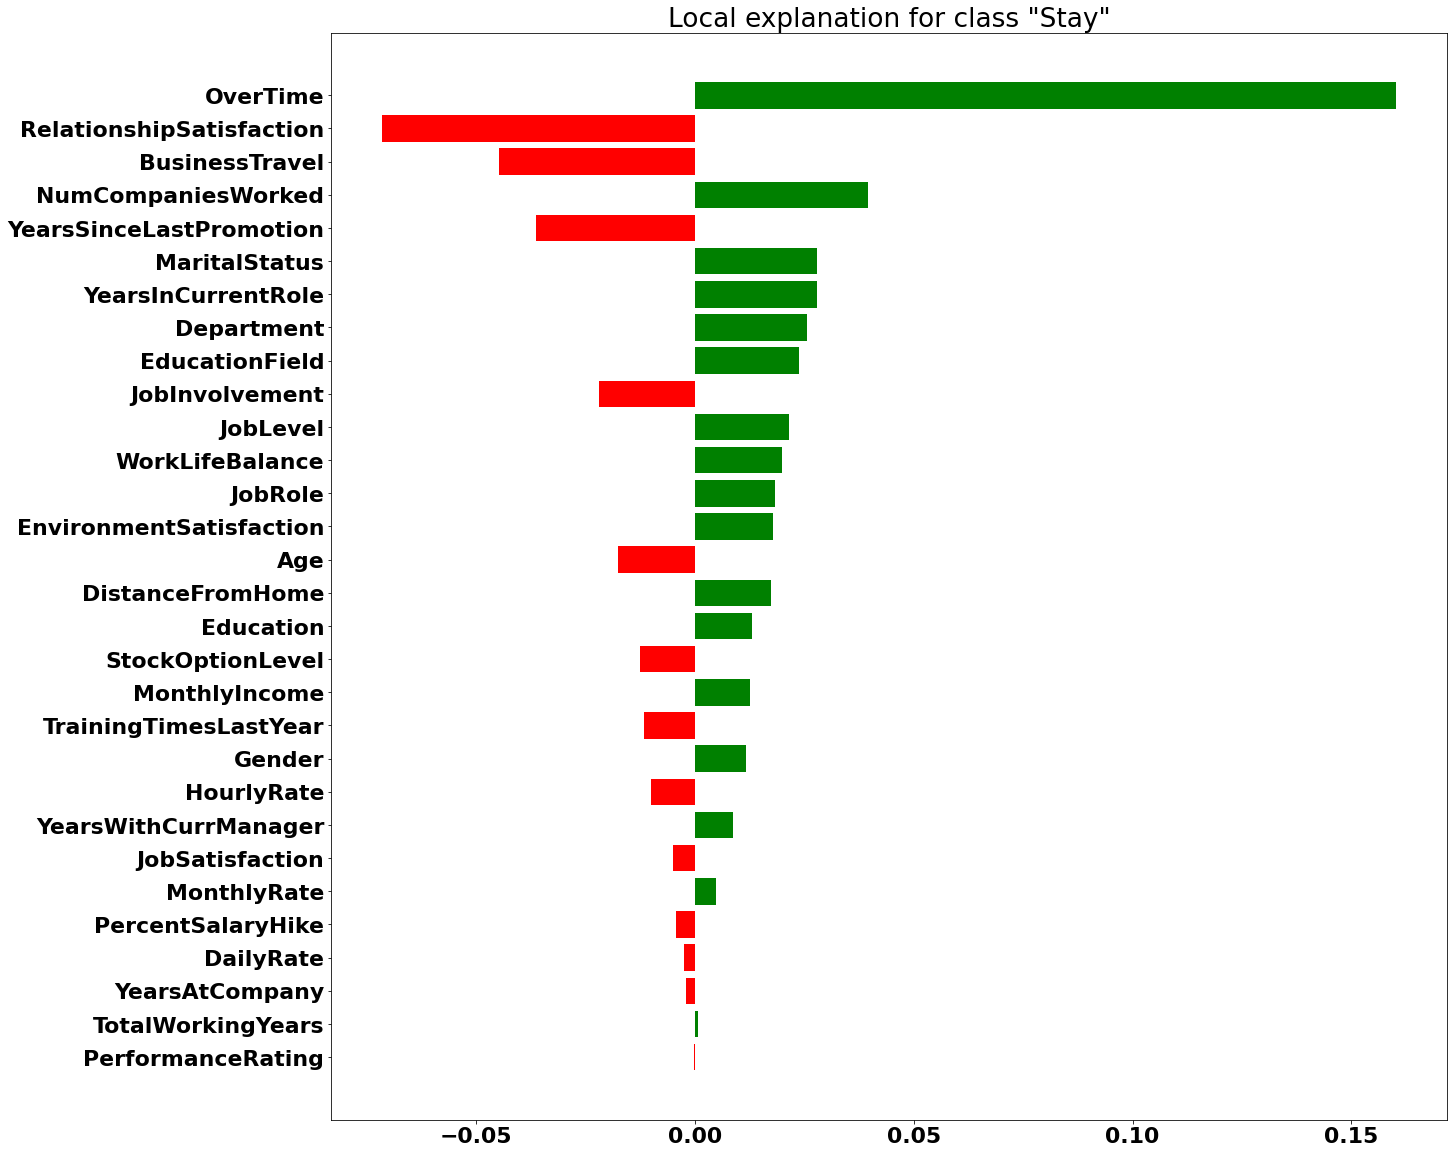 Local explanation for class "Stay"
OverTime
RelationshipSatisfaction
BusinessTravel
NumCompaniesWorked
YearsSinceLastPromotion
MaritalStatus
YearsInCurrentRole
Department
EducationField
JobInvolvement
JobLevel
WorkLifeBalance
JobRole
EnvironmentSatisfaction
Age
DistanceFromHome
Education
StockOptionLevel
MonthlyIncome
TrainingTimesLastYear
Gender
HourlyRate
YearsWithCurrManager
JobSatisfaction
MonthlyRate
PercentSalaryHike
DailyRate
YearsAtCompany
TotalWorkingYears
PerformanceRating
−0.05 0.00 0.05 0.10 0.15